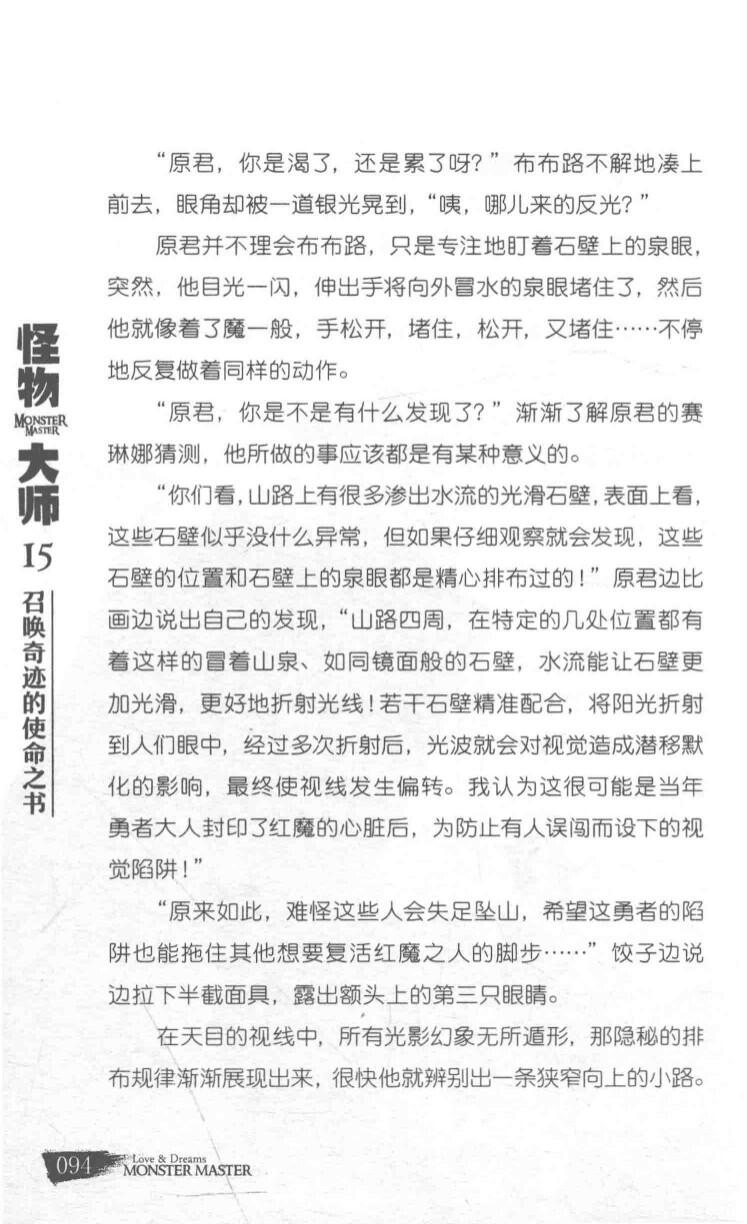 “原君，你是渴了，还是累了呀？”布布路不解地凑上
前去，眼角却被一道银光晃到，“咦，哪儿来的反光？”
原君并不理会布布路，只是专注地盯着石壁上的泉眼，
突然，他目光一闪，伸出手将向外冒水的泉眼堵住了，然后
他就像着了魔一般，手松开，堵住，松开，又堵住……不停
地反复做着同样的动作。
“原君，你是不是有什么发现了？”渐渐了解原君的赛
琳娜猜测，他所做的事应该都是有某种意义的。
“你们看，山路上有很多渗出水流的光滑石壁，表面上看，
这些石壁似乎没什么异常，但如果仔细观察就会发现，这些
石壁的位置和石壁上的泉眼都是精心排布过的！”原君边比
画边说出自己的发现，“山路四周，在特定的几处位置都有
着这样的冒着山泉、如同镜面般的石壁，水流能让石壁更
加光滑，更好地折射光线！若干石壁精准配合，将阳光折射
到人们眼中，经过多次折射后，光波就会对视觉造成潜移默
化的影响，最终使视线发生偏转。我认为这很可能是当年
勇者大人封印了红魔的心脏后，为防止有人误闯而设下的视
觉陷阱！”
“原来如此，难怪这些人会失足坠山，希望这勇者的陷
阱也能拖住其他想要复活红魔之人的脚步……”饺子边说
边拉下半截面具，露出额头上的第三只眼睛。
在天目的视线中，所有光影幻象无所遁形，那隐秘的排
布规律渐渐展现出来，很快他就辨别出一条狭窄向上的小路。
怪物
MONSTER
MASTER
大师
15
召唤奇迹的使命之书
094
Love & Dreams
MONSTER MASTER